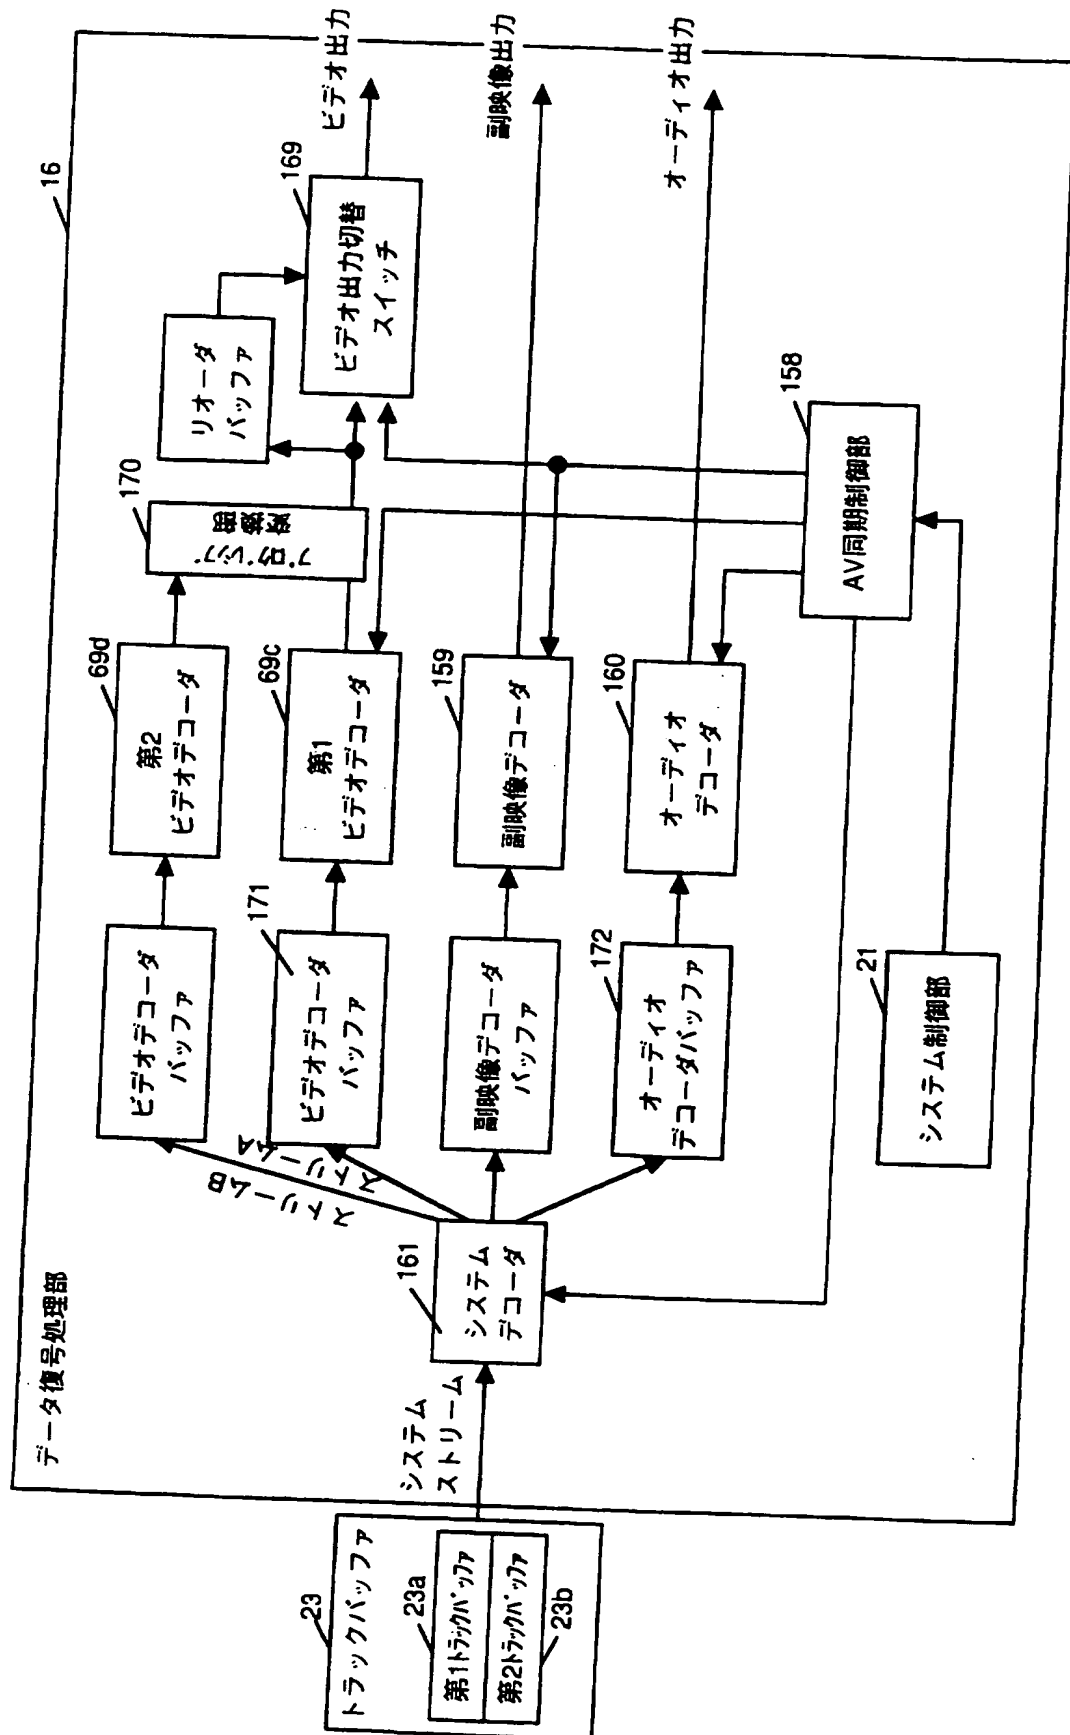 データ復号処理部
16
23
トラックバッファ
23a
第1トラックバッファ
第2トラックバッファ
23b
システム
ストリーム
161
システム
デコーダ
ストリームB
ストリームA
ビデオデコーダ
バッファ
171
ビデオデコーダ
バッファ
副映像デコーダ
バッファ
172
オーディオ
デコーダバッファ
21
システム制御部
69d
第2
ビデオデコーダ
69c
第1
ビデオデコーダ
159
副映像デコーダ
160
オーディオ
デコーダ
170
プログレッシブ
変換部
リオーダ
バッファ
169
ビデオ出力切替
スイッチ
158
AV同期制御部
ビデオ出力
副映像出力
オーディオ出力